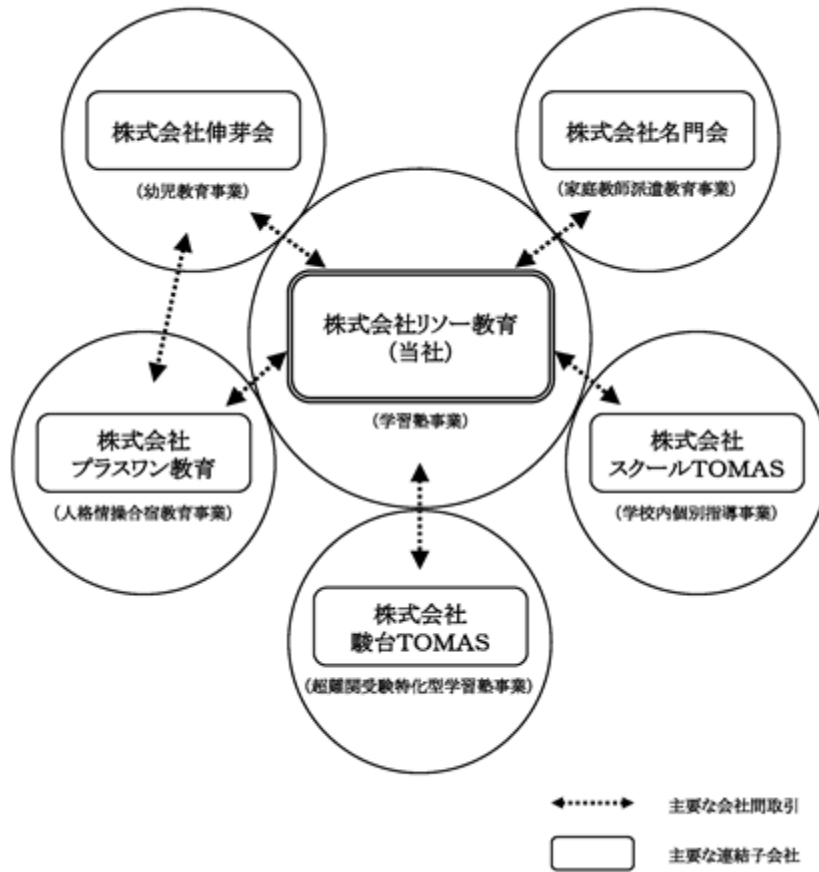 株式会社伸芽会
(幼児教育事業)
株式会社名門会
(家庭教師派遣教育事業)
株式会社リソー教育
(当社)
(学習塾事業)
株式会社
プラスワン教育
(人格情操合宿教育事業)
株式会社
スクールTOMAS
(学校内個別指導事業)
株式会社
駿台TOMAS
(超難関受験特化型学習塾事業)
主要な会社間取引
主要な連結子会社